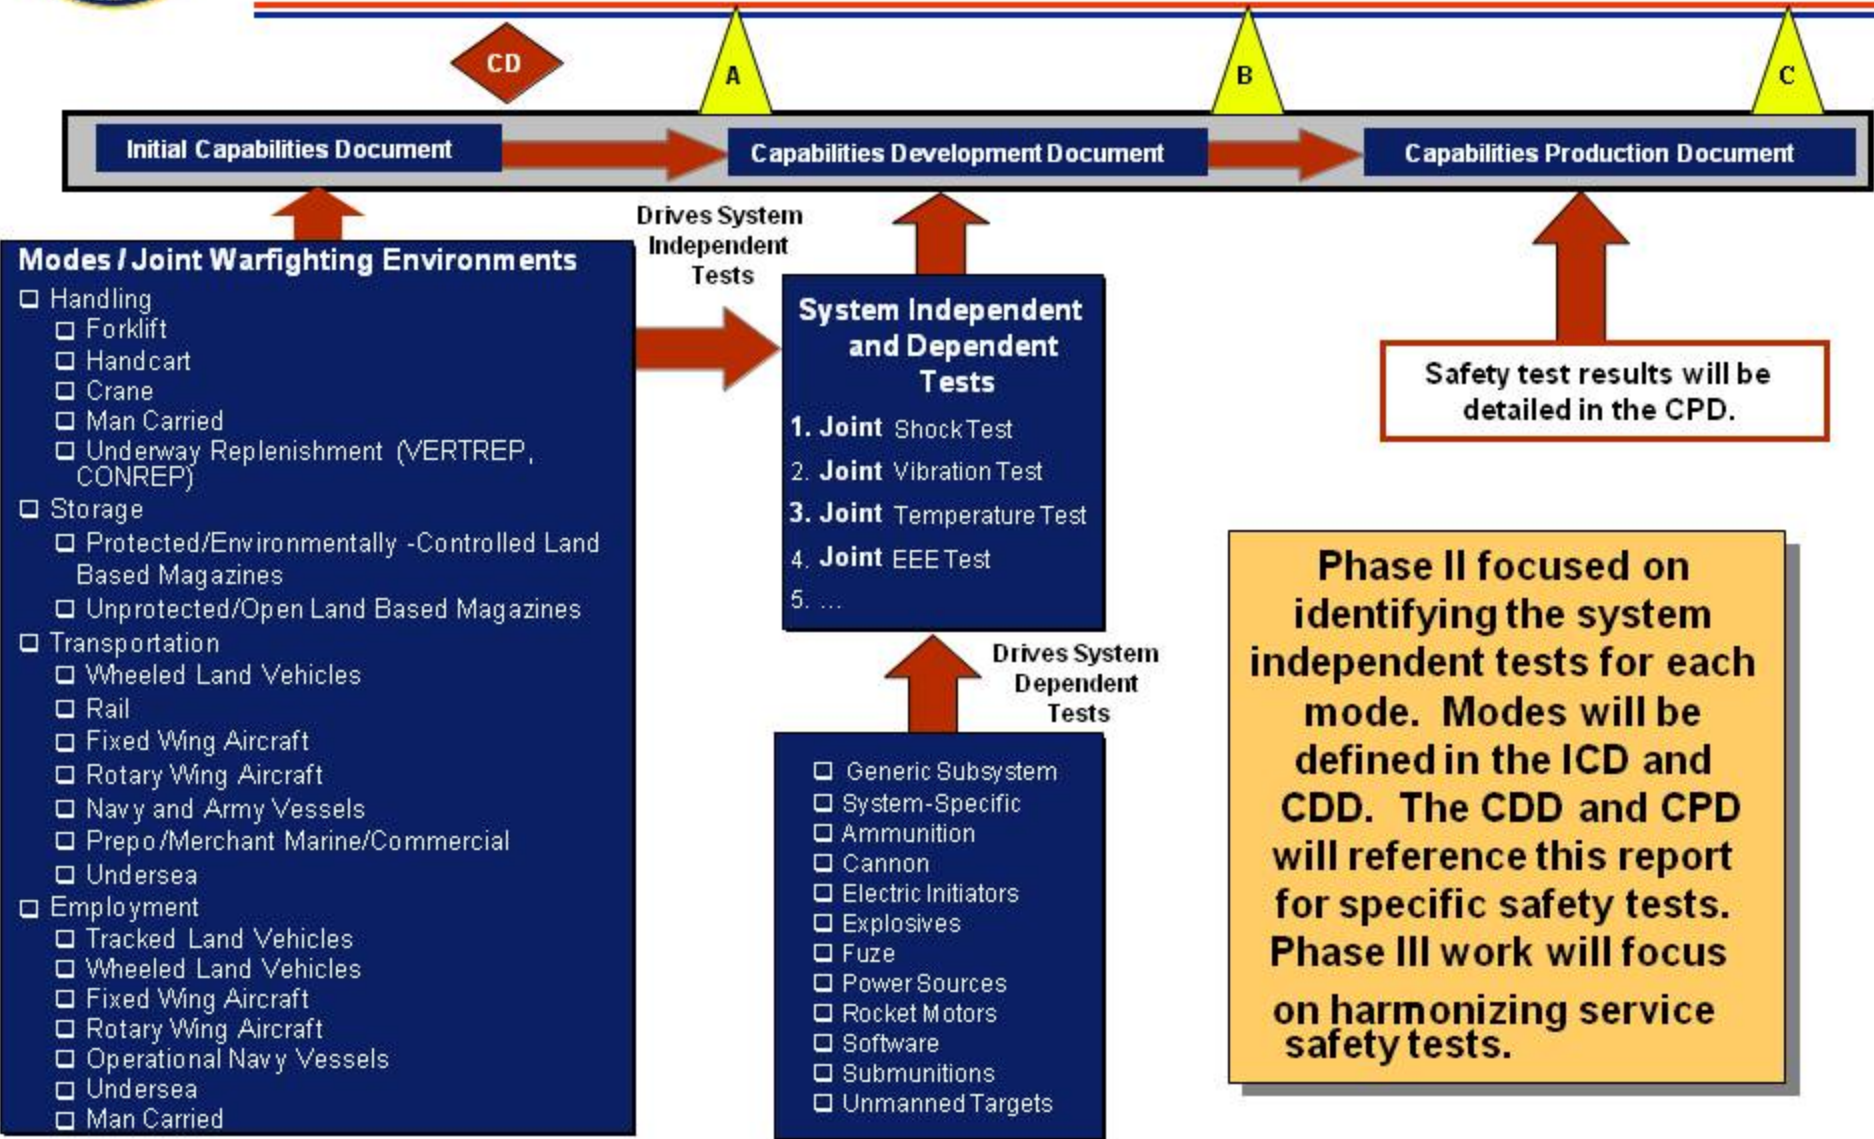 CD
A
B
C
Initial Capabilities Document
Capabilities Development Document
Capabilities Production Document
Drives System
Independent
Tests
Modes / Joint Warfighting Environments
Handling
Forklift
Handcart
Crane
Man Carried
Underway Replenishment (VERTREP,
CONREP)
Storage
Protected/Environmentally -Controlled Land
Based Magazines
Unprotected/Open Land Based Magazines
Transportation
Wheeled Land Vehicles
Rail
Fixed Wing Aircraft
Rotary Wing Aircraft
Navy and Army Vessels
Prepo/Merchant Marine/Commercial
Undersea
Employment
Tracked Land Vehicles
Wheeled Land Vehicles
Fixed Wing Aircraft
Rotary Wing Aircraft
Operational Navy Vessels
Undersea
Man Carried
System Independent
and Dependent
Tests
1. Joint Shock Test
2. Joint Vibration Test
3. Joint Temperature Test
4. Joint EEE Test
5. ...
Drives System
Dependent
Tests
Generic Subsystem
System-Specific
Ammunition
Cannon
Electric Initiators
Explosives
Fuze
Power Sources
Rocket Motors
Software
Submunitions
Unmanned Targets
Safety test results will be
detailed in the CPD.
Phase II focused on
identifying the system
independent tests for each
mode. Modes will be
defined in the ICD and
CDD. The CDD and CPD
will reference this report
for specific safety tests.
Phase III work will focus
on harmonizing service
safety tests.